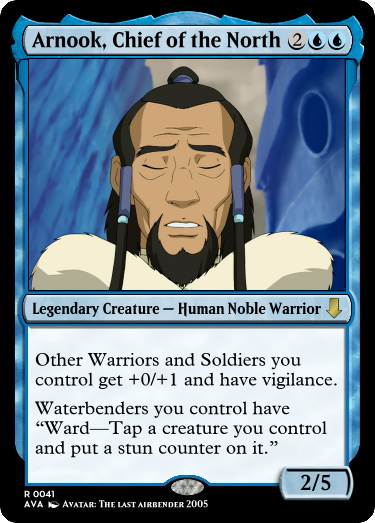 Arnook, Chief of the North 2
Legendary Creature — Human Noble Warrior
Other Warriors and Soldiers you
control get +0/+1 and have vigilance.
Waterbenders you control have
“Ward—Tap a creature you control
and put a stun counter on it.”
2/5
R 0041
AVA Avatar: The last airbender 2005